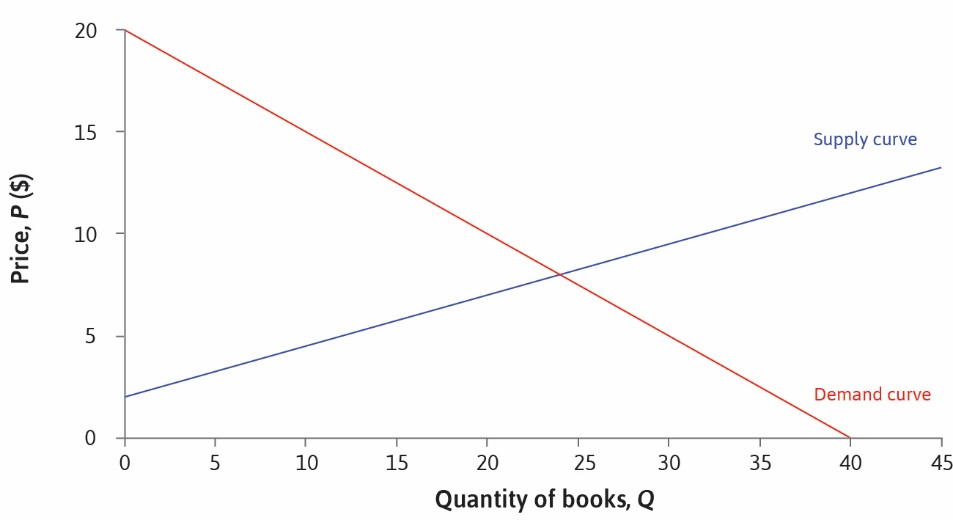 20
15
10
5
0
Price, P ($)
Supply curve
Demand curve
0 5 10 15 20 25 30 35 40 45
Quantity of books, Q